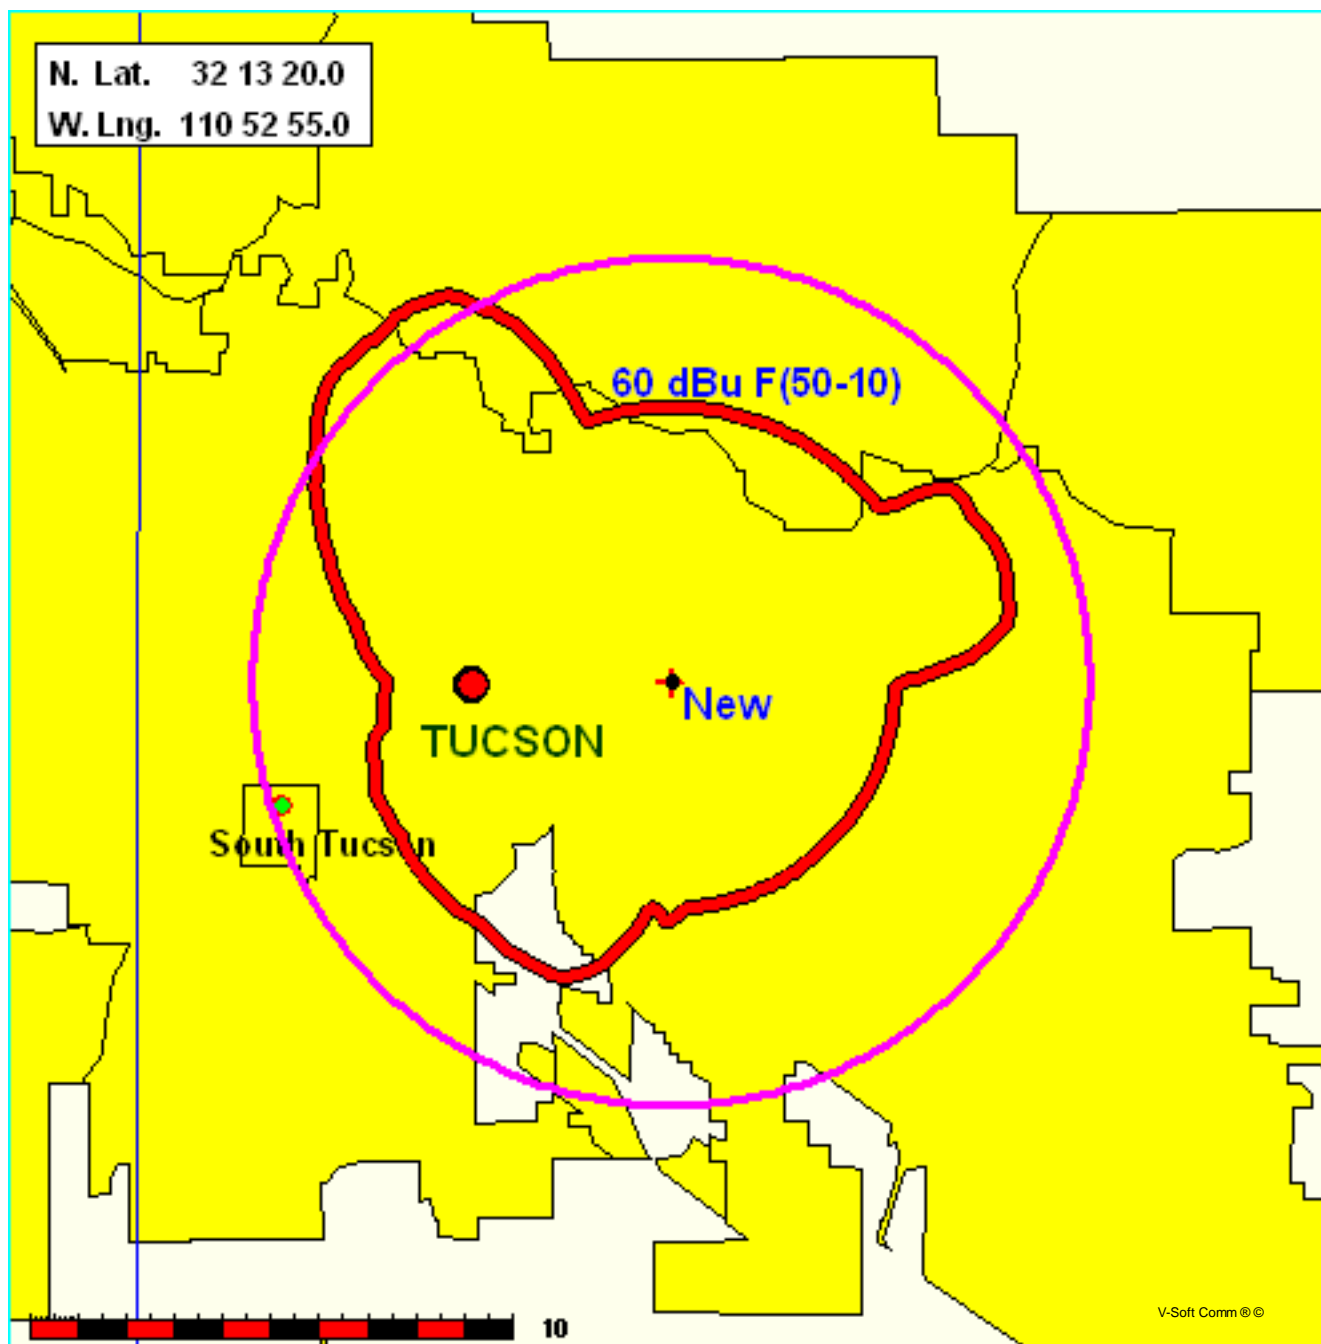 N. Lat. 32 13 20.0
W. Lng. 110 52 55.0
60 dBu F(50-10)
New
TUCSON
South Tucson
10
V-Soft Comm ® ©